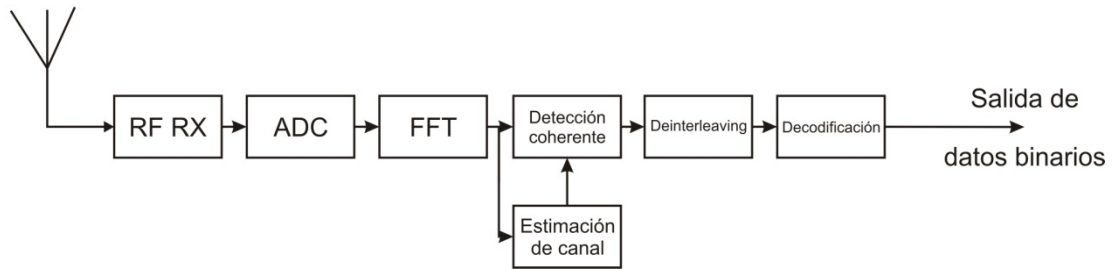 RF RX
ADC
FFT
Detección
coherente
Deinterleaving
Decodificación
Salida de
datos binarios
Estimación
de canal